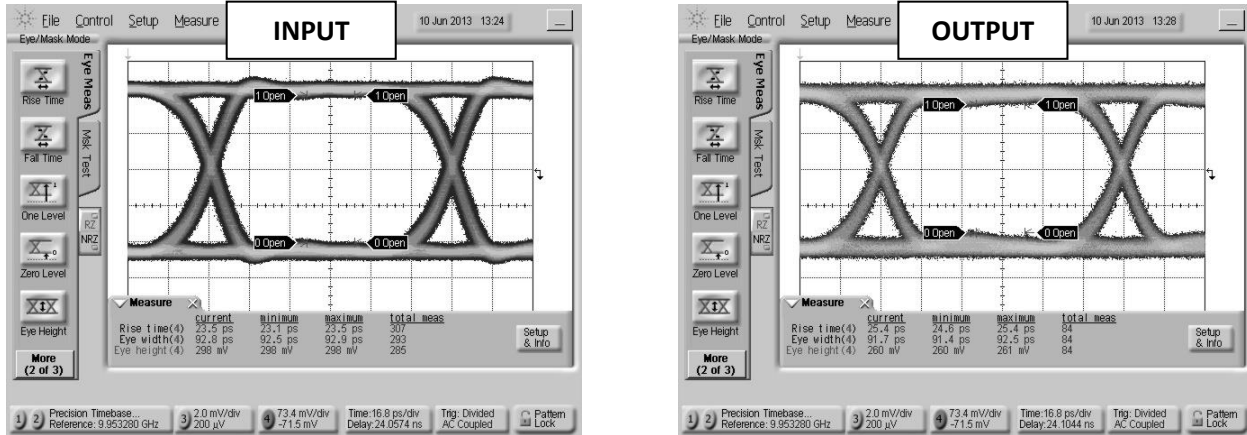 INPUT
File Control Setup Measure
10 Jun 2013 13:24
Eye/Mask Mode
Eye Meas
Msk Test
RZ
NRZ
Rise Time
Fall Time
One Level
Zero Level
Eye Height
More
(2 of 3)
1 Open 1 Open
0 Open 0 Open
Measure
current minimum maximum total meas
Rise time(4) 23.5 ps 23.1 ps 23.5 ps 307
Eye width(4) 92.8 ps 92.5 ps 92.9 ps 293
Eye height(4) 298 mV 298 mV 298 mV 285
Setup
& Info
1 2 Precision Timebase...
Reference: 9.953280 GHz
3 2.0 mV/div
200 µV
4 73.4 mV/div
-71.5 mV
Time:16.8 ps/div
Delay:24.0574 ns
Trig: Divided
AC Coupled
Pattern
Lock
OUTPUT
File Control Setup Measure
10 Jun 2013 13:28
Eye/Mask Mode
Eye Meas
Msk Test
RZ
NRZ
Rise Time
Fall Time
One Level
Zero Level
Eye Height
More
(2 of 3)
1 Open 1 Open
0 Open 0 Open
Measure
current minimum maximum total meas
Rise time(4) 25.4 ps 24.6 ps 25.4 ps 84
Eye width(4) 91.7 ps 91.4 ps 92.5 ps 84
Eye height(4) 260 mV 260 mV 261 mV 84
Setup
& Info
1 2 Precision Timebase...
Reference: 9.953280 GHz
3 2.0 mV/div
200 µV
4 73.4 mV/div
-71.5 mV
Time:16.8 ps/div
Delay:24.1044 ns
Trig: Divided
AC Coupled
Pattern
Lock